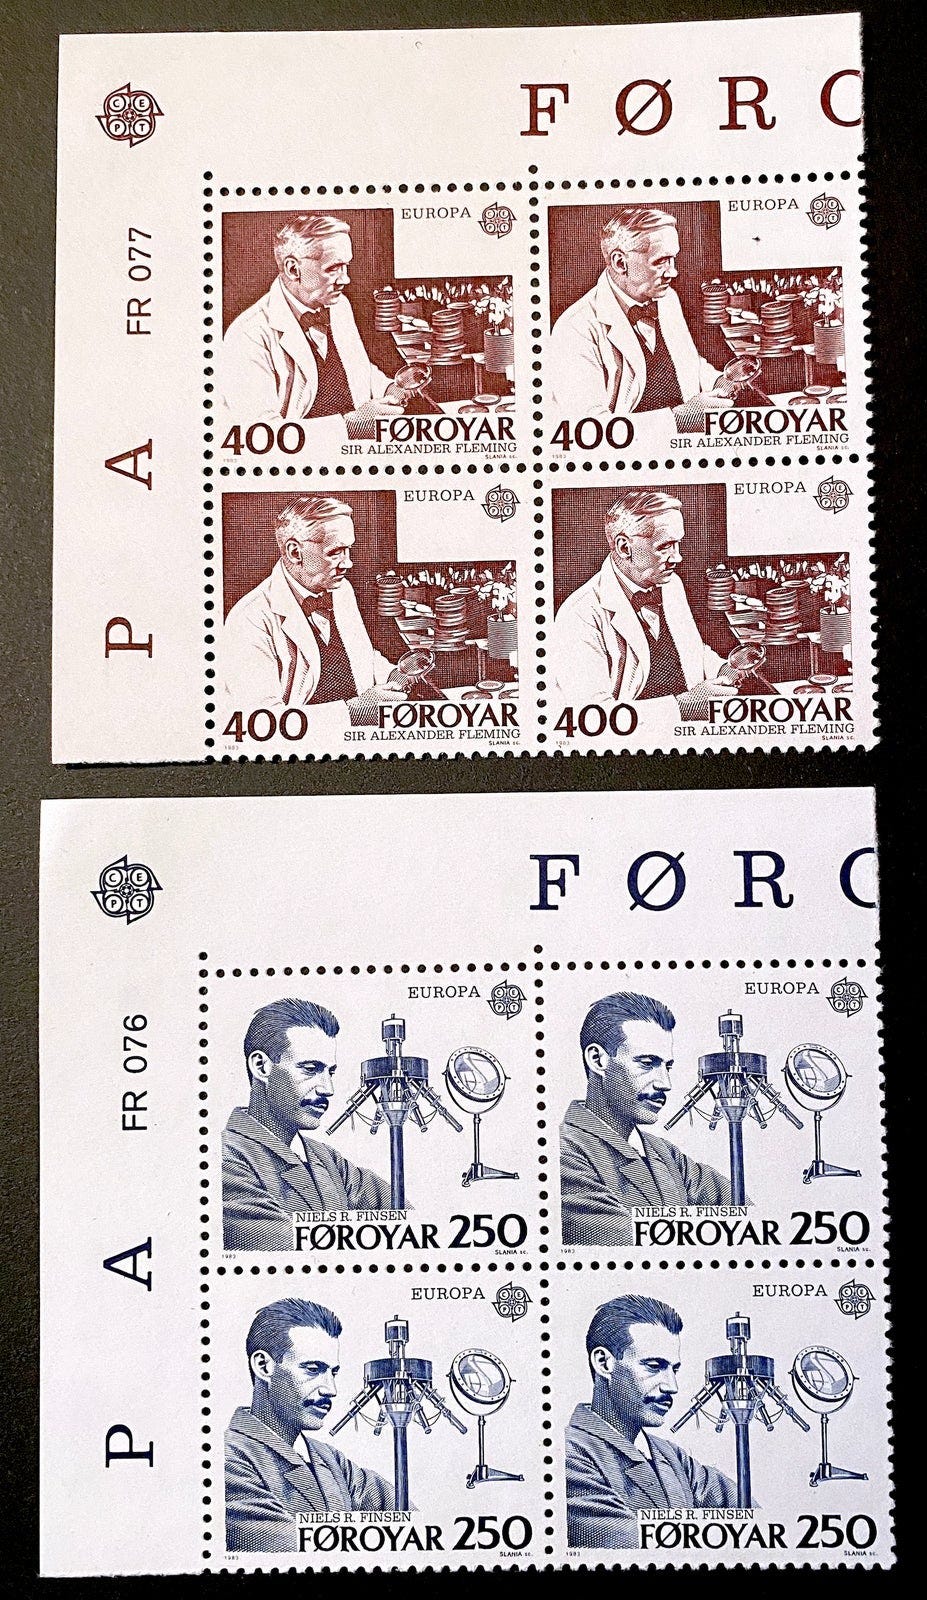 C E
P T
F Ø R
FR 077
P A
EUROPA C E P T
400 FØROYAR
SIR ALEXANDER FLEMING
1983 SLANIA sc.
EUROPA C E P T
400 FØROYAR
SIR ALEXANDER FLEMING
1983 SLANIA sc.
EUROPA C E P T
400 FØROYAR
SIR ALEXANDER FLEMING
1983 SLANIA sc.
EUROPA C E P T
400 FØROYAR
SIR ALEXANDER FLEMING
1983 SLANIA sc.
C E
P T
F Ø R
FR 076
P A
EUROPA C E P T
NIELS R. FINSEN
FØROYAR 250
1983 SLANIA sc.
EUROPA C E P T
NIELS R. FINSEN
FØROYAR 250
1983 SLANIA sc.
EUROPA C E P T
NIELS R. FINSEN
FØROYAR 250
1983 SLANIA sc.
EUROPA C E P T
NIELS R. FINSEN
FØROYAR 250
1983 SLANIA sc.